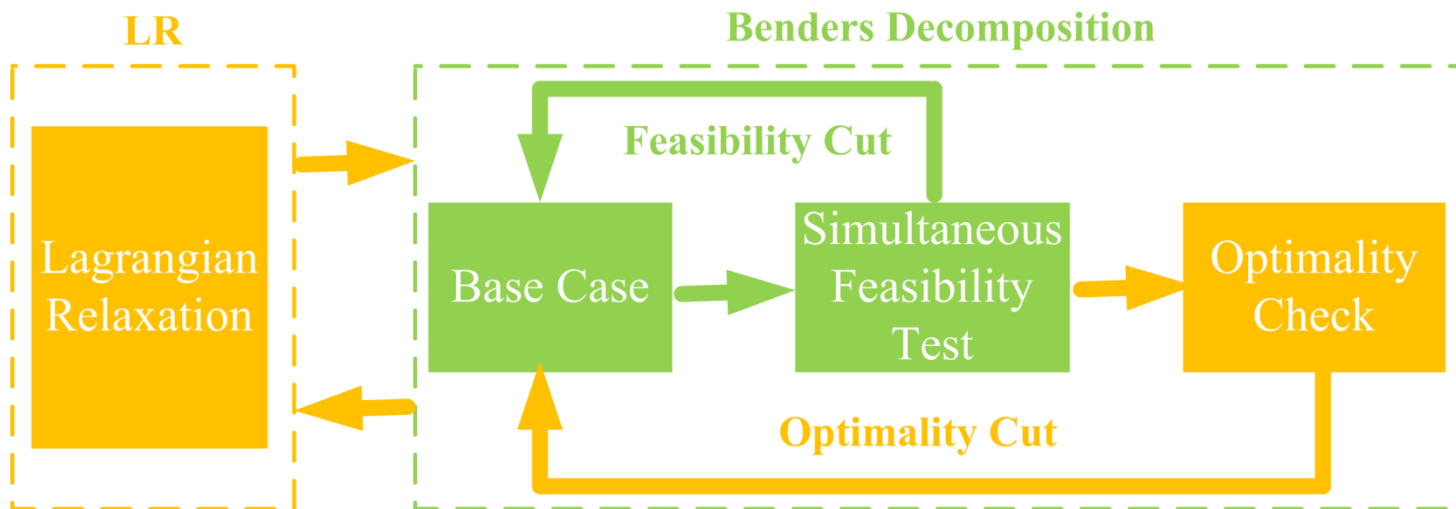 LR
Benders Decomposition
Feasibility Cut
Lagrangian
Relaxation
Base Case
Simultaneous
Feasibility
Test
Optimality
Check
Optimality Cut